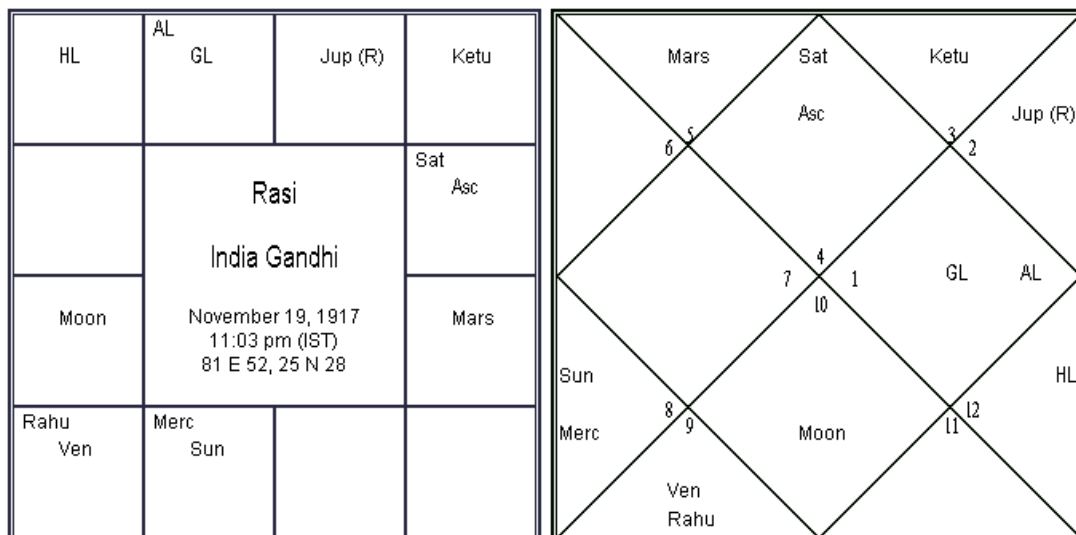 HL
AL
GL
Jup (R)
Ketu
Sat
Asc
Rasi
India Gandhi
November 19, 1917
11:03 pm (IST)
81 E 52, 25 N 28
Moon
Mars
Rahu
Ven
Merc
Sun
Mars
Sat
Ketu
Asc
Jup (R)
5
3
6
2
4
7
1
10
GL
AL
Sun
HL
Merc
8
12
9
11
Moon
Ven
Rahu